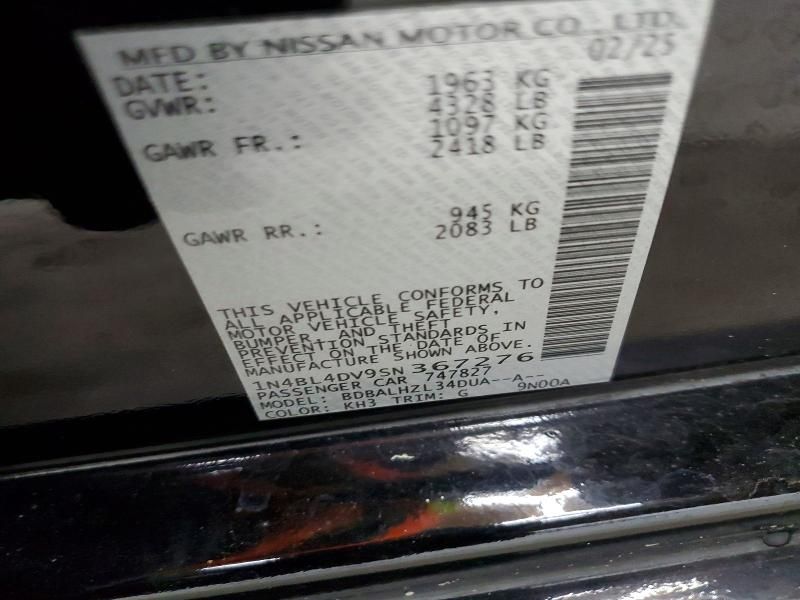 MFD BY NISSAN MOTOR CO., LTD.
DATE: 02/25
GVWR: 1963 KG
4328 LB
GAWR FR.: 1097 KG
2418 LB
GAWR RR.: 945 KG
2083 LB
THIS VEHICLE CONFORMS TO
ALL APPLICABLE FEDERAL
MOTOR VEHICLE SAFETY,
BUMPER, AND THEFT
PREVENTION STANDARDS IN
EFFECT ON THE DATE OF
MANUFACTURE SHOWN ABOVE.
1N4BL4DV9SN367276
PASSENGER CAR 747827
MODEL: BDBALHZL34DUA--A--
COLOR: KH3 TRIM: G 9N00A